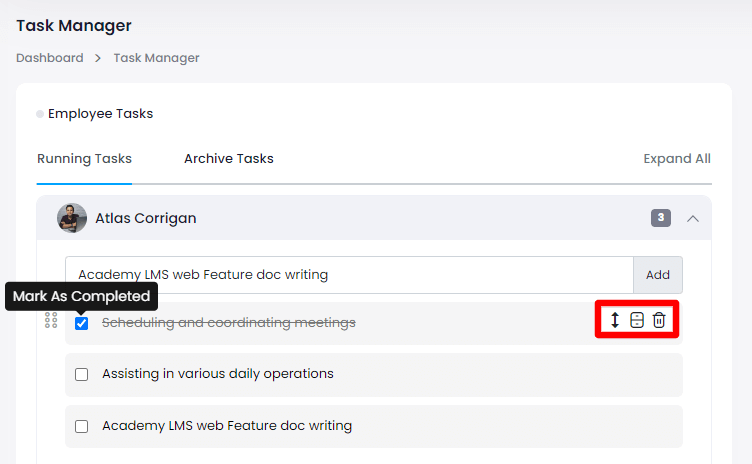 Task Manager
Dashboard > Task Manager
Employee Tasks
Running Tasks Archive Tasks Expand All
Atlas Corrigan 3
Academy LMS web Feature doc writing Add
Mark As Completed
Scheduling and coordinating meetings
Assisting in various daily operations
Academy LMS web Feature doc writing